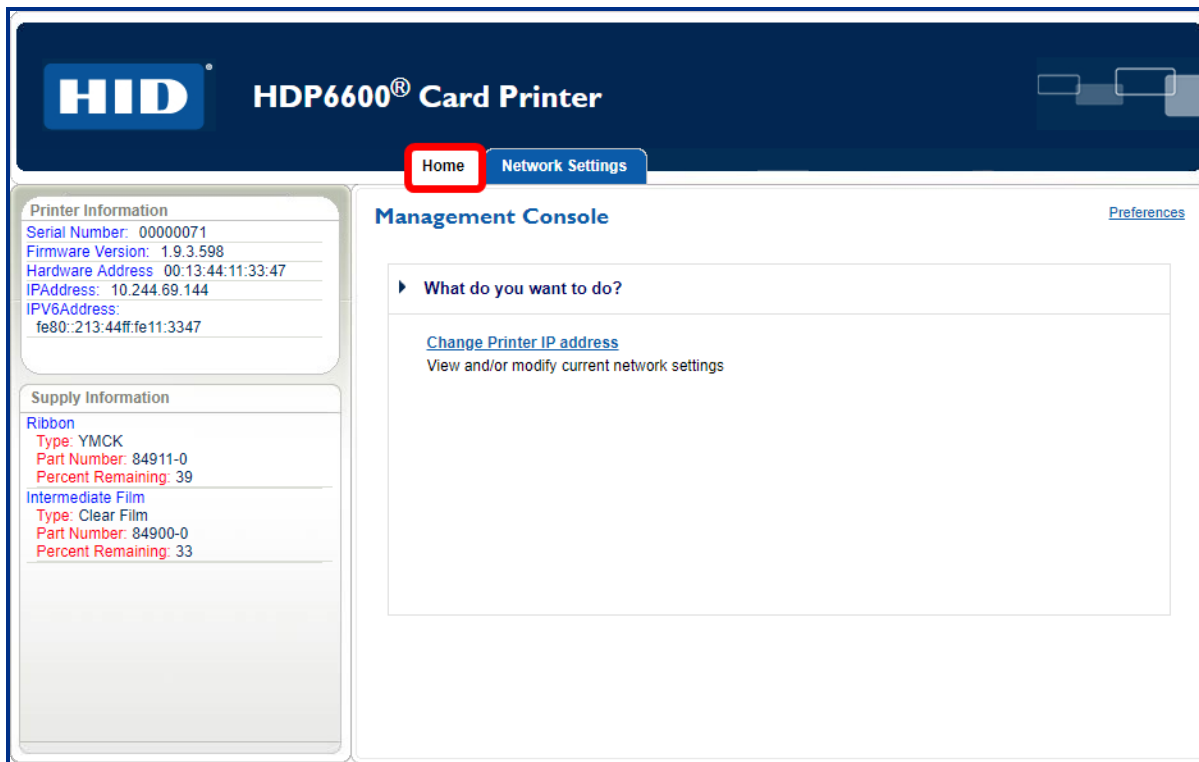 HID
HDP6600® Card Printer
Home
Network Settings
Printer Information
Serial Number: 00000071
Firmware Version: 1.9.3.598
Hardware Address 00:13:44:11:33:47
IPAddress: 10.244.69.144
IPV6Address:
fe80::213:44ff:fe11:3347
Supply Information
Ribbon
Type: YMCK
Part Number: 84911-0
Percent Remaining: 39
Intermediate Film
Type: Clear Film
Part Number: 84900-0
Percent Remaining: 33
Management Console
Preferences
What do you want to do?
Change Printer IP address
View and/or modify current network settings